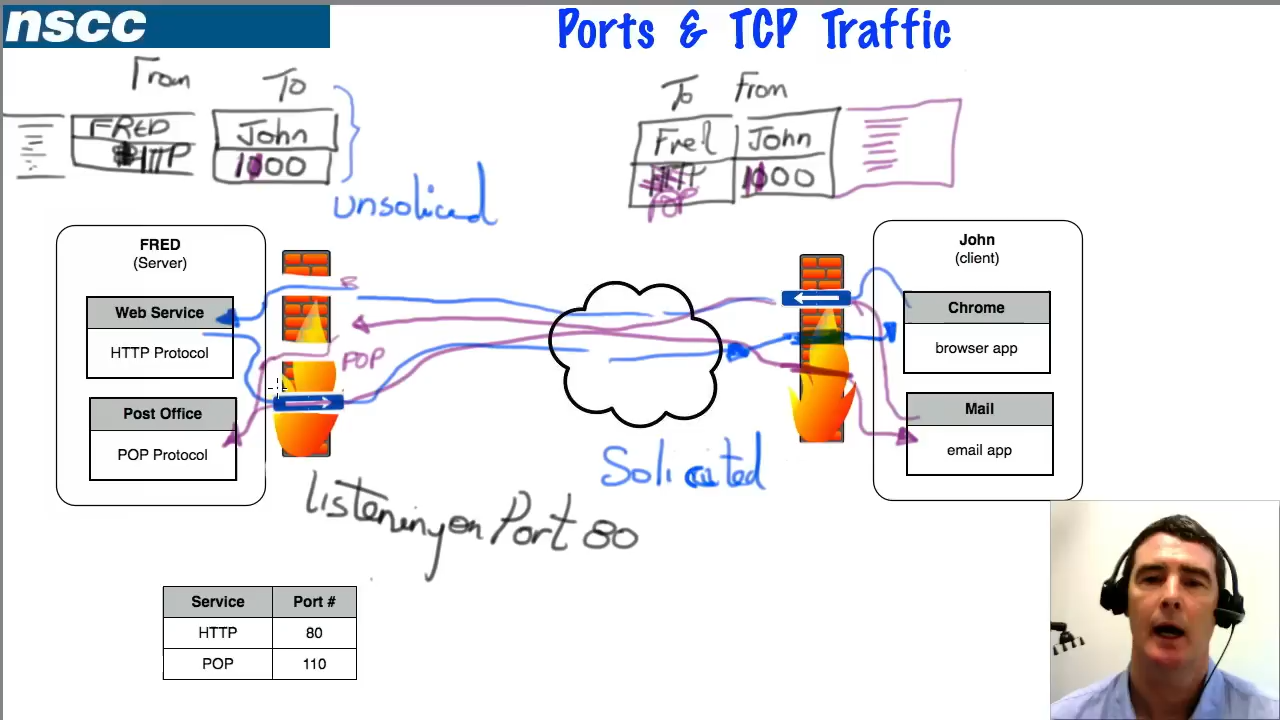 nscc
Ports & TCP Traffic
From To
To From
FRED John
HTTP 1000
Fred John
HTTP 1000
POP
unsoliced
FRED
(Server)
John
(client)
Web Service
HTTP Protocol
Chrome
browser app
POP
Post Office
POP Protocol
Mail
email app
Solicited
listening on Port 80
Service Port #
HTTP 80
POP 110